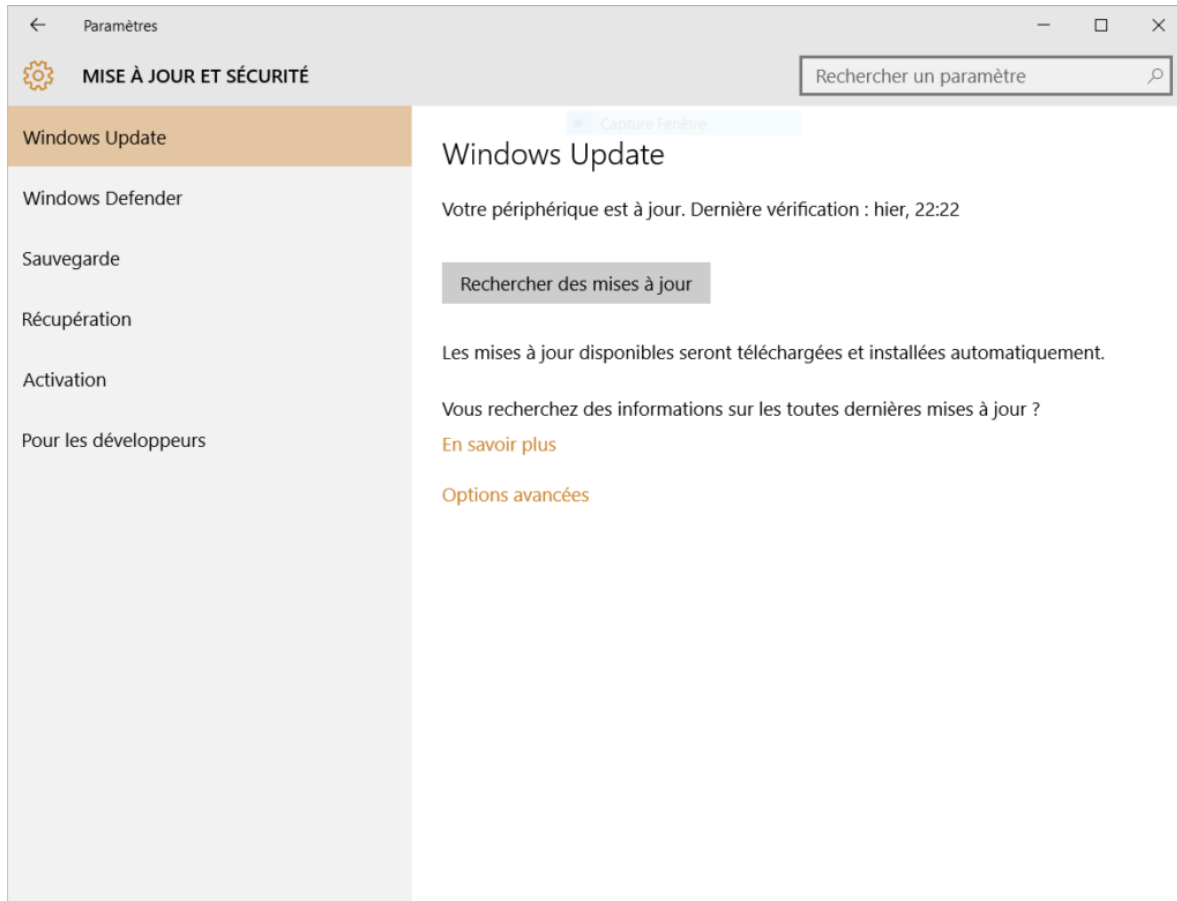 Paramètres
MISE À JOUR ET SÉCURITÉ
Rechercher un paramètre
Windows Update
Windows Defender
Sauvegarde
Récupération
Activation
Pour les développeurs
Capture Fenêtre
Windows Update
Votre périphérique est à jour. Dernière vérification : hier, 22:22
Rechercher des mises à jour
Les mises à jour disponibles seront téléchargées et installées automatiquement.
Vous recherchez des informations sur les toutes dernières mises à jour ?
En savoir plus
Options avancées